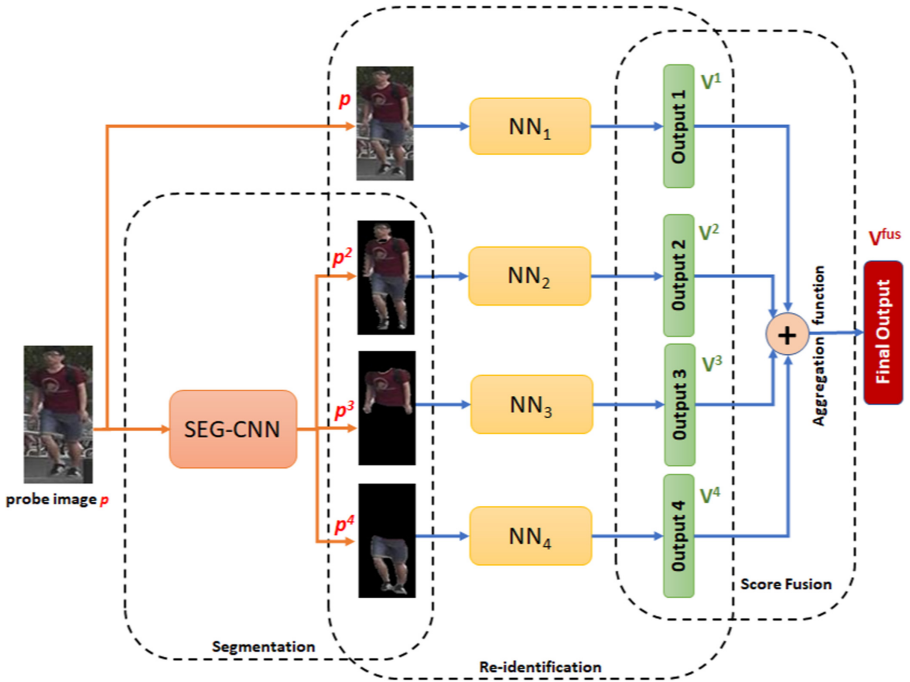 p
NN1
Output 1
V1
p2
NN2
Output 2
V2
Vfus
Aggregation function
+
Final Output
SEG-CNN
p3
NN3
Output 3
V3
probe image p
p4
NN4
Output 4
V4
Score Fusion
Segmentation
Re-identification